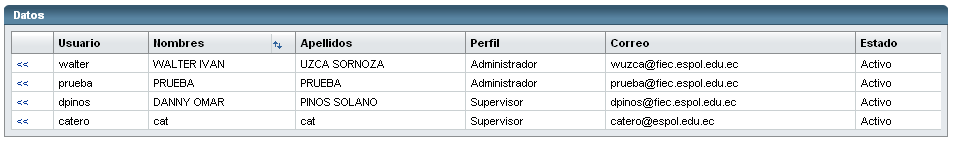 Datos
Usuario Nombres Apellidos Perfil Correo Estado
<< walter WALTER IVAN UZCA SORNOZA Administrador wuzca@fiec.espol.edu.ec Activo
<< prueba PRUEBA PRUEBA Administrador prueba@fiec.espol.edu.ec Activo
<< dpinos DANNY OMAR PINOS SOLANO Supervisor dpinos@fiec.espol.edu.ec Activo
<< catero cat cat Supervisor catero@espol.edu.ec Activo